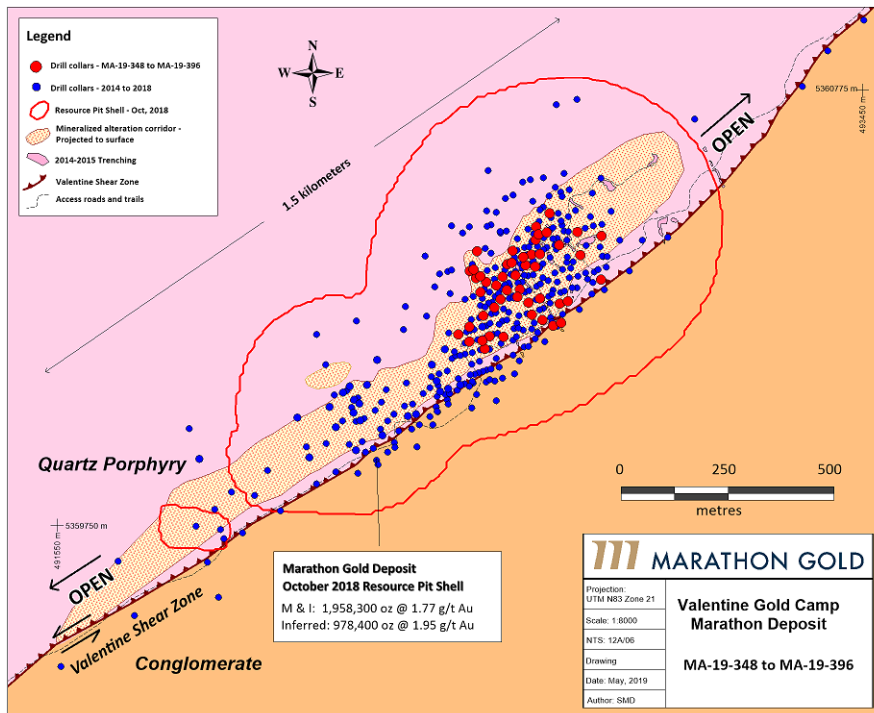 Legend
Drill collars - MA-19-348 to MA-19-396
Drill collars - 2014 to 2018
Resource Pit Shell - Oct, 2018
Mineralized alteration corridor -
Projected to surface
2014-2015 Trenching
Valentine Shear Zone
Access roads and trails
N
W
E
S
1.5 kilometers
5360775 m
493450 m
OPEN
Quartz Porphyry
5359750 m
491550 m
OPEN
Valentine Shear Zone
Conglomerate
0 250 500
metres
Marathon Gold Deposit
October 2018 Resource Pit Shell
M & I: 1,958,300 oz @ 1.77 g/t Au
Inferred: 978,400 oz @ 1.95 g/t Au
MARATHON GOLD
Projection:
UTM N83 Zone 21
Scale: 1:8000
NTS: 12A/06
Drawing
Date: May, 2019
Author: SMD
Valentine Gold Camp
Marathon Deposit
MA-19-348 to MA-19-396